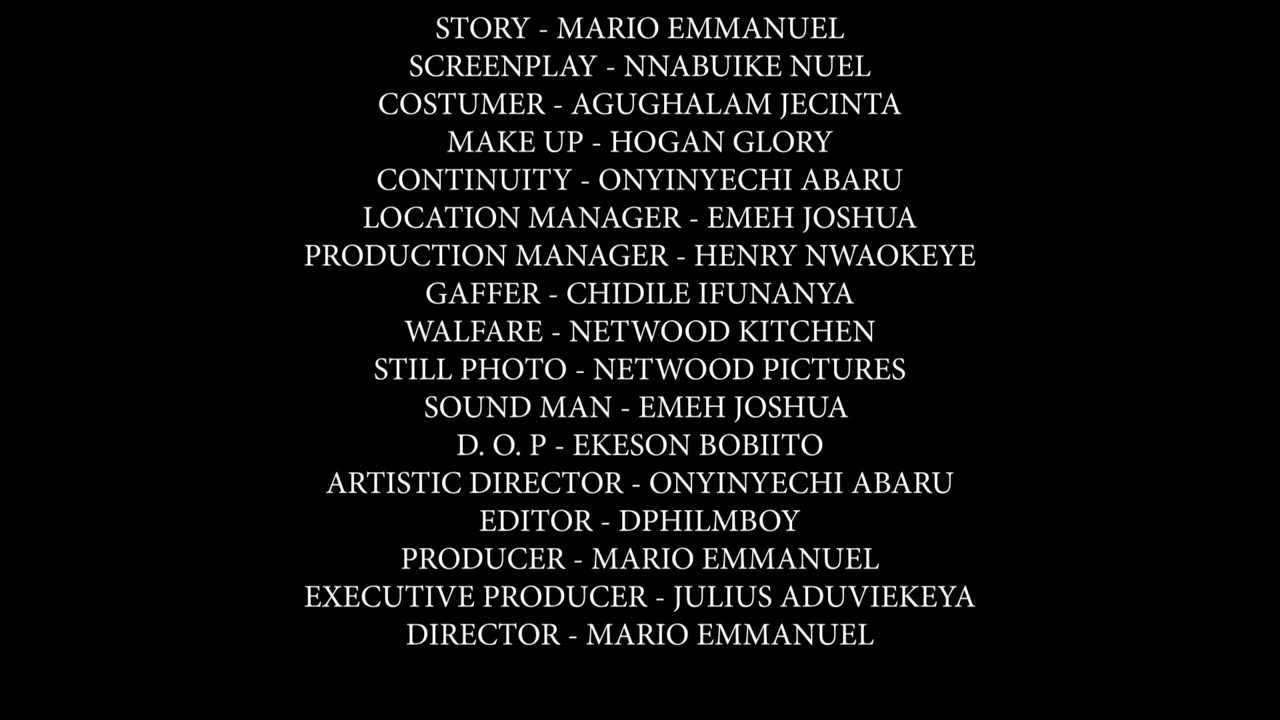 STORY - MARIO EMMANUEL
SCREENPLAY - NNABUIKE NUEL
COSTUMER - AGUGHALAM JECINTA
MAKE UP - HOGAN GLORY
CONTINUITY - ONYINYECHI ABARU
LOCATION MANAGER - EMEH JOSHUA
PRODUCTION MANAGER - HENRY NWAOKEYE
GAFFER - CHIDILE IFUNANYA
WALFARE - NETWOOD KITCHEN
STILL PHOTO - NETWOOD PICTURES
SOUND MAN - EMEH JOSHUA
D. O. P - EKESON BOBIITO
ARTISTIC DIRECTOR - ONYINYECHI ABARU
EDITOR - DPHILMBOY
PRODUCER - MARIO EMMANUEL
EXECUTIVE PRODUCER - JULIUS ADUVIEKEYA
DIRECTOR - MARIO EMMANUEL